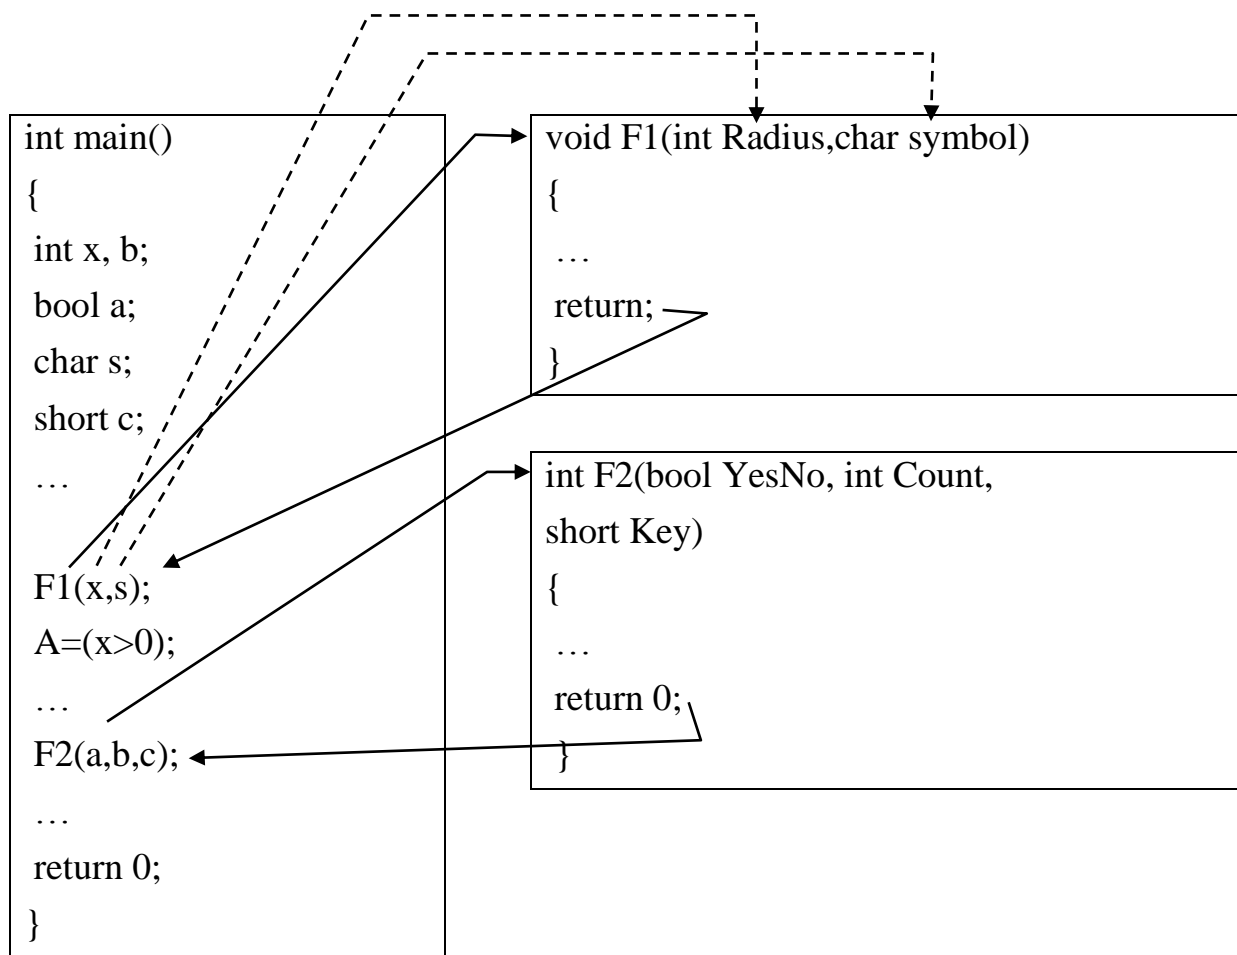 int main()
{
int x, b;
bool a;
char s;
short c;
…
F1(x,s);
A=(x>0);
…
F2(a,b,c);
…
return 0;
}
void F1(int Radius,char symbol)
{
…
return;
}
int F2(bool YesNo, int Count,
short Key)
{
…
return 0;
}